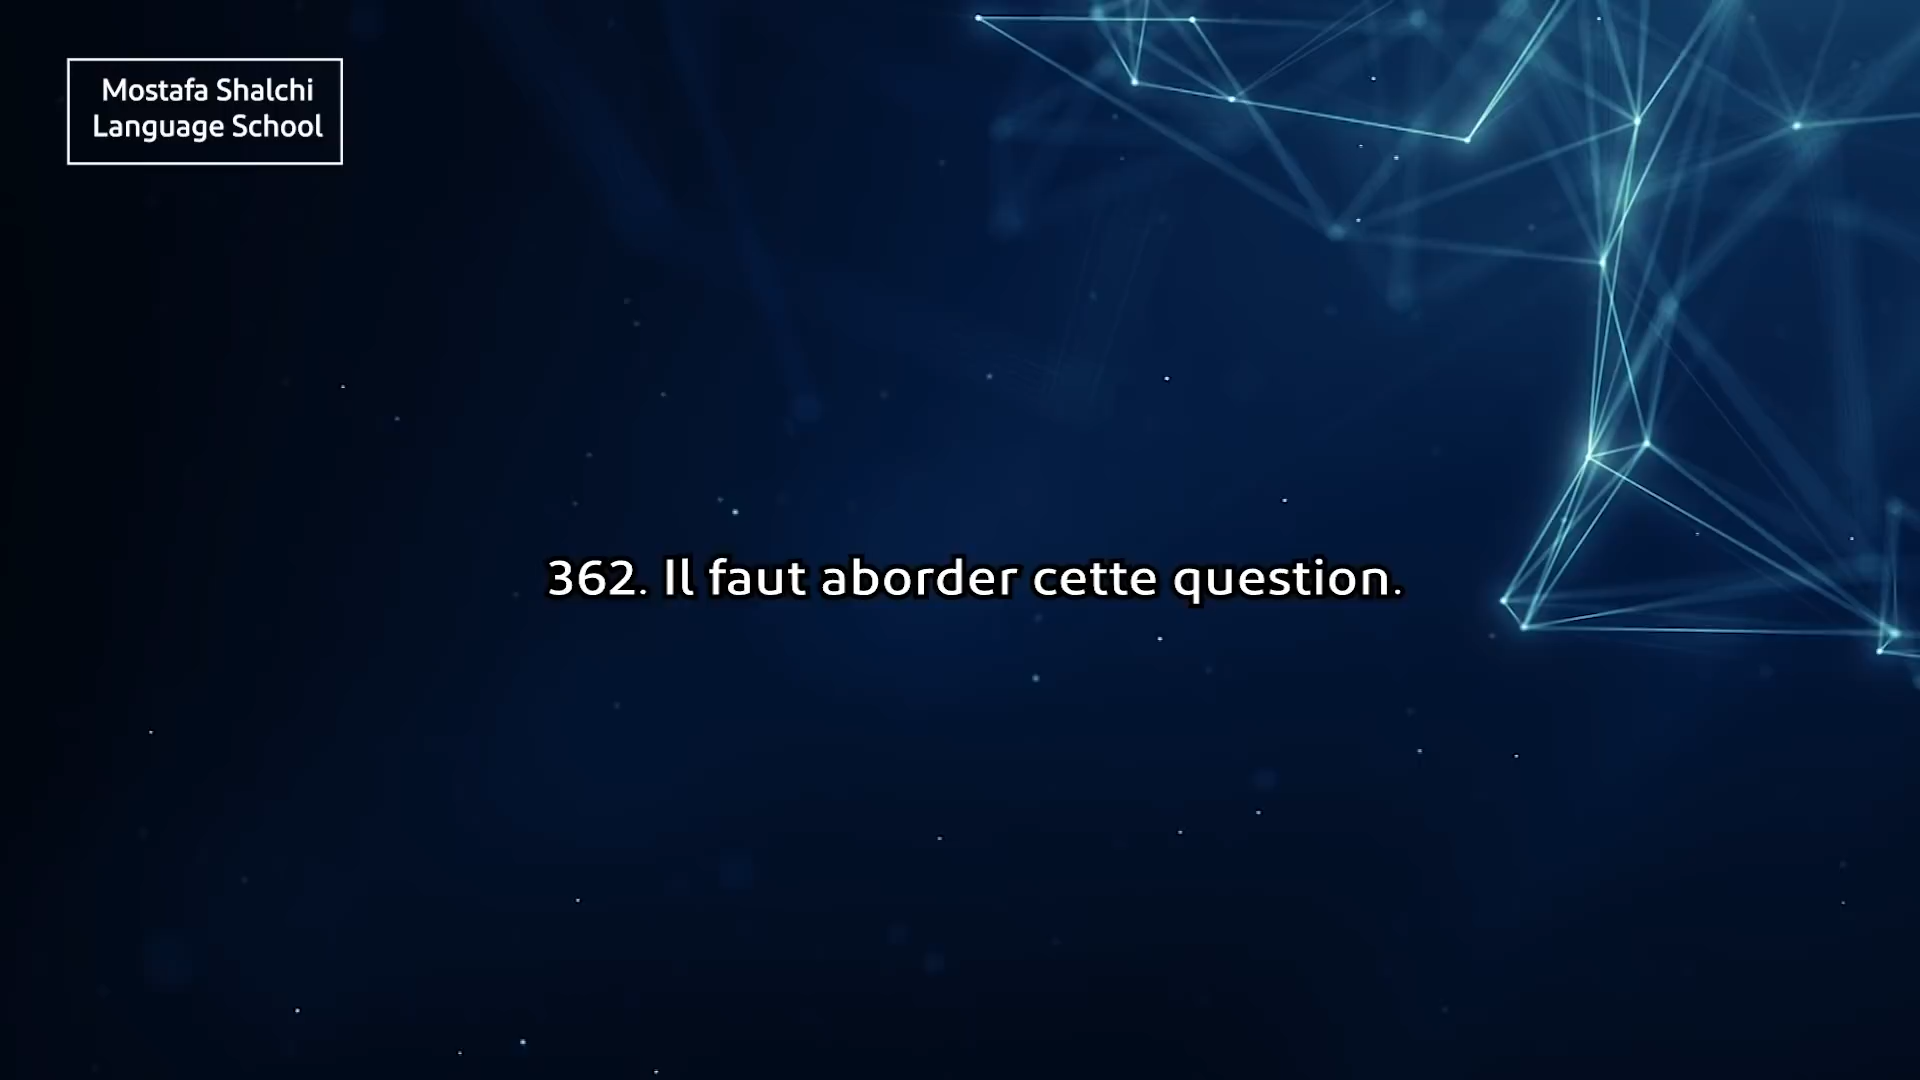 Mostafa Shalchi
Language School
362. Il faut aborder cette question.